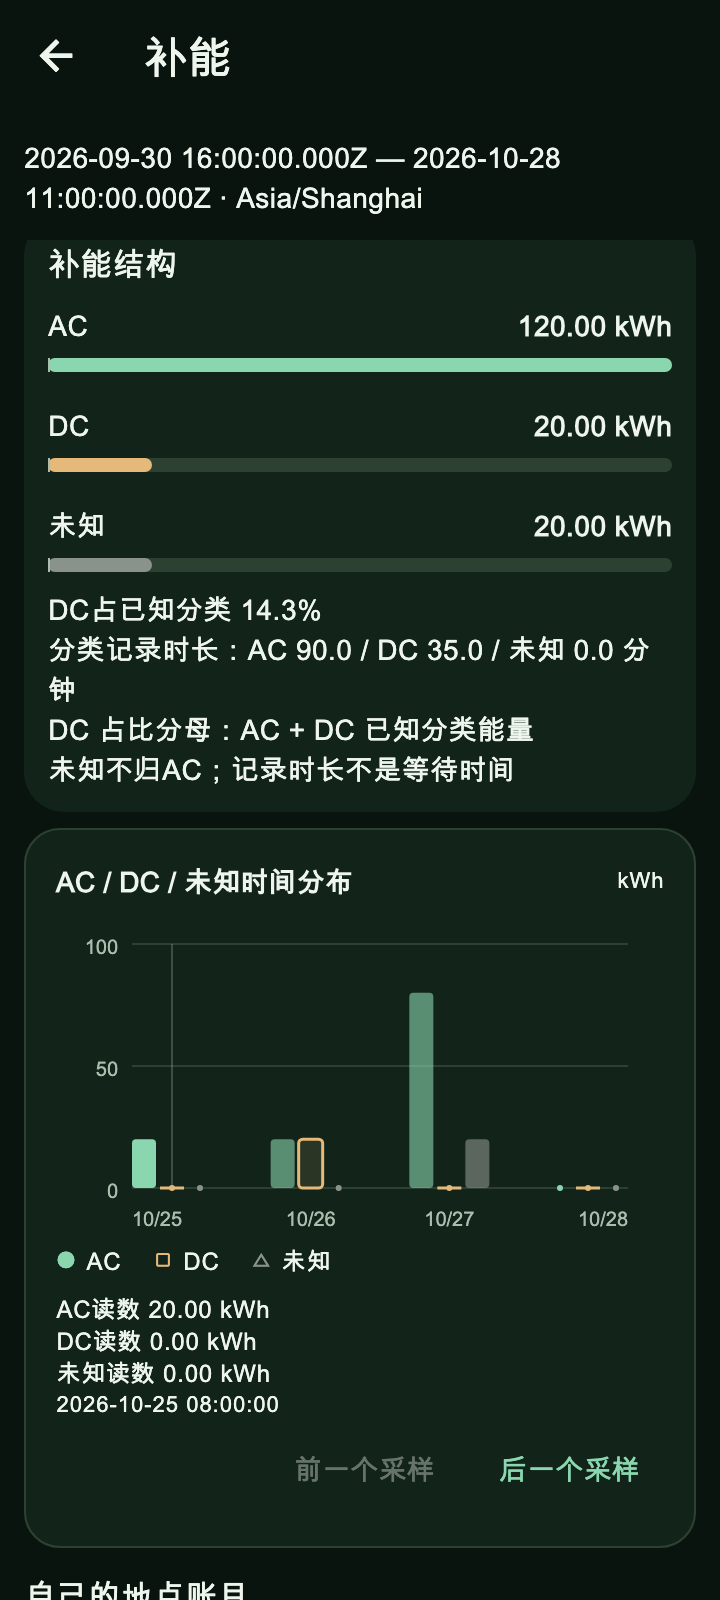 补能
2026-09-30 16:00:00.000Z — 2026-10-28
11:00:00.000Z · Asia/Shanghai
补能结构
AC 120.00 kWh
DC 20.00 kWh
未知 20.00 kWh
DC占已知分类 14.3%
分类记录时长：AC 90.0 / DC 35.0 / 未知 0.0 分
钟
DC 占比分母：AC + DC 已知分类能量
未知不归AC；记录时长不是等待时间
AC / DC / 未知时间分布 kWh
100
50
0
10/25 10/26 10/27 10/28
AC DC 未知
AC读数 20.00 kWh
DC读数 0.00 kWh
未知读数 0.00 kWh
2026-10-25 08:00:00
前一个采样 后一个采样
自己的地点账目